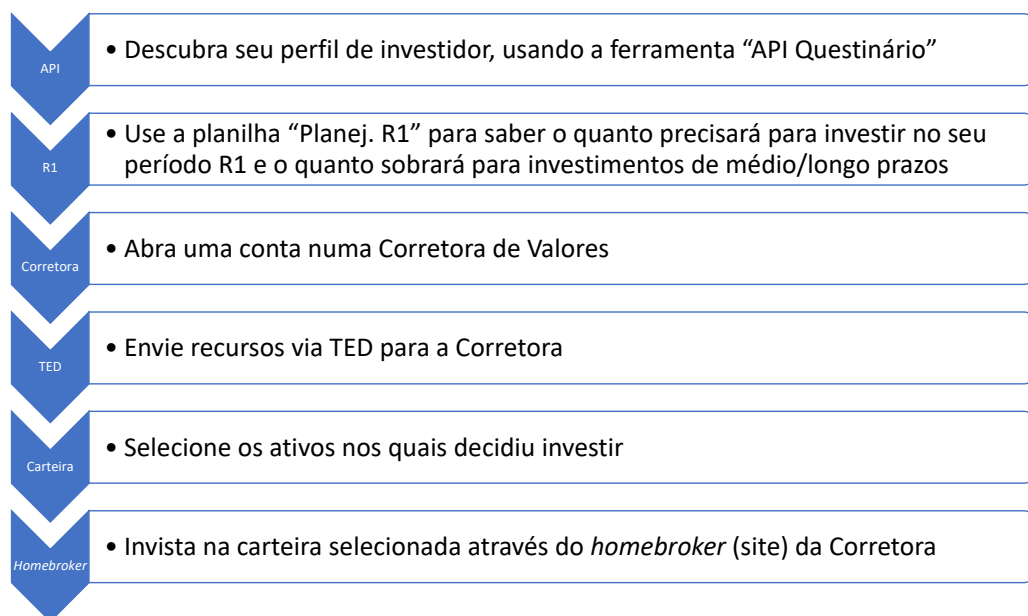 API
• Descubra seu perfil de investidor, usando a ferramenta “API Questinário”
R1
• Use a planilha “Planej. R1” para saber o quanto precisará para investir no seu
período R1 e o quanto sobrará para investimentos de médio/longo prazos
Corretora
• Abra uma conta numa Corretora de Valores
TED
• Envie recursos via TED para a Corretora
Carteira
• Selecione os ativos nos quais decidiu investir
Homebroker
• Invista na carteira selecionada através do homebroker (site) da Corretora